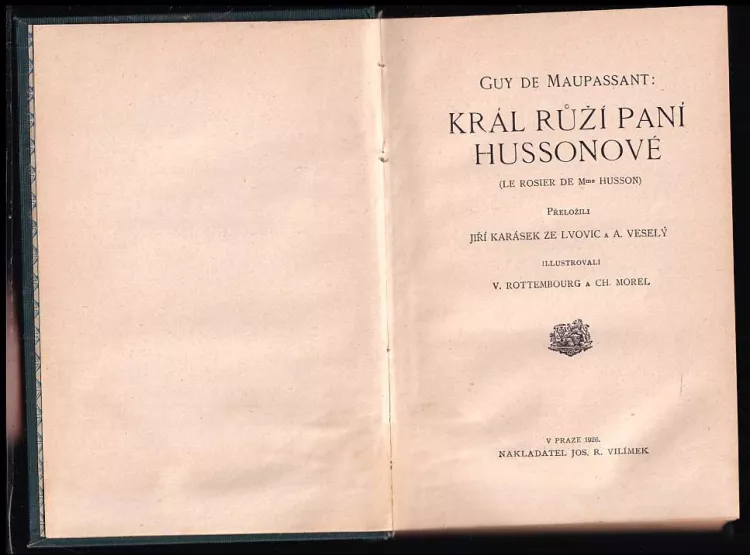 GUY DE MAUPASSANT:
KRÁL RŮŽÍ PANÍ
HUSSONOVÉ
(LE ROSIER DE Mme HUSSON)
PŘELOŽILI
JIŘÍ KARÁSEK ZE LVOVIC A A. VESELÝ
ILLUSTROVALI
V. ROTTEMBOURG A CH. MOREL
V PRAZE 1926.
NAKLADATEL JOS. R. VILÍMEK